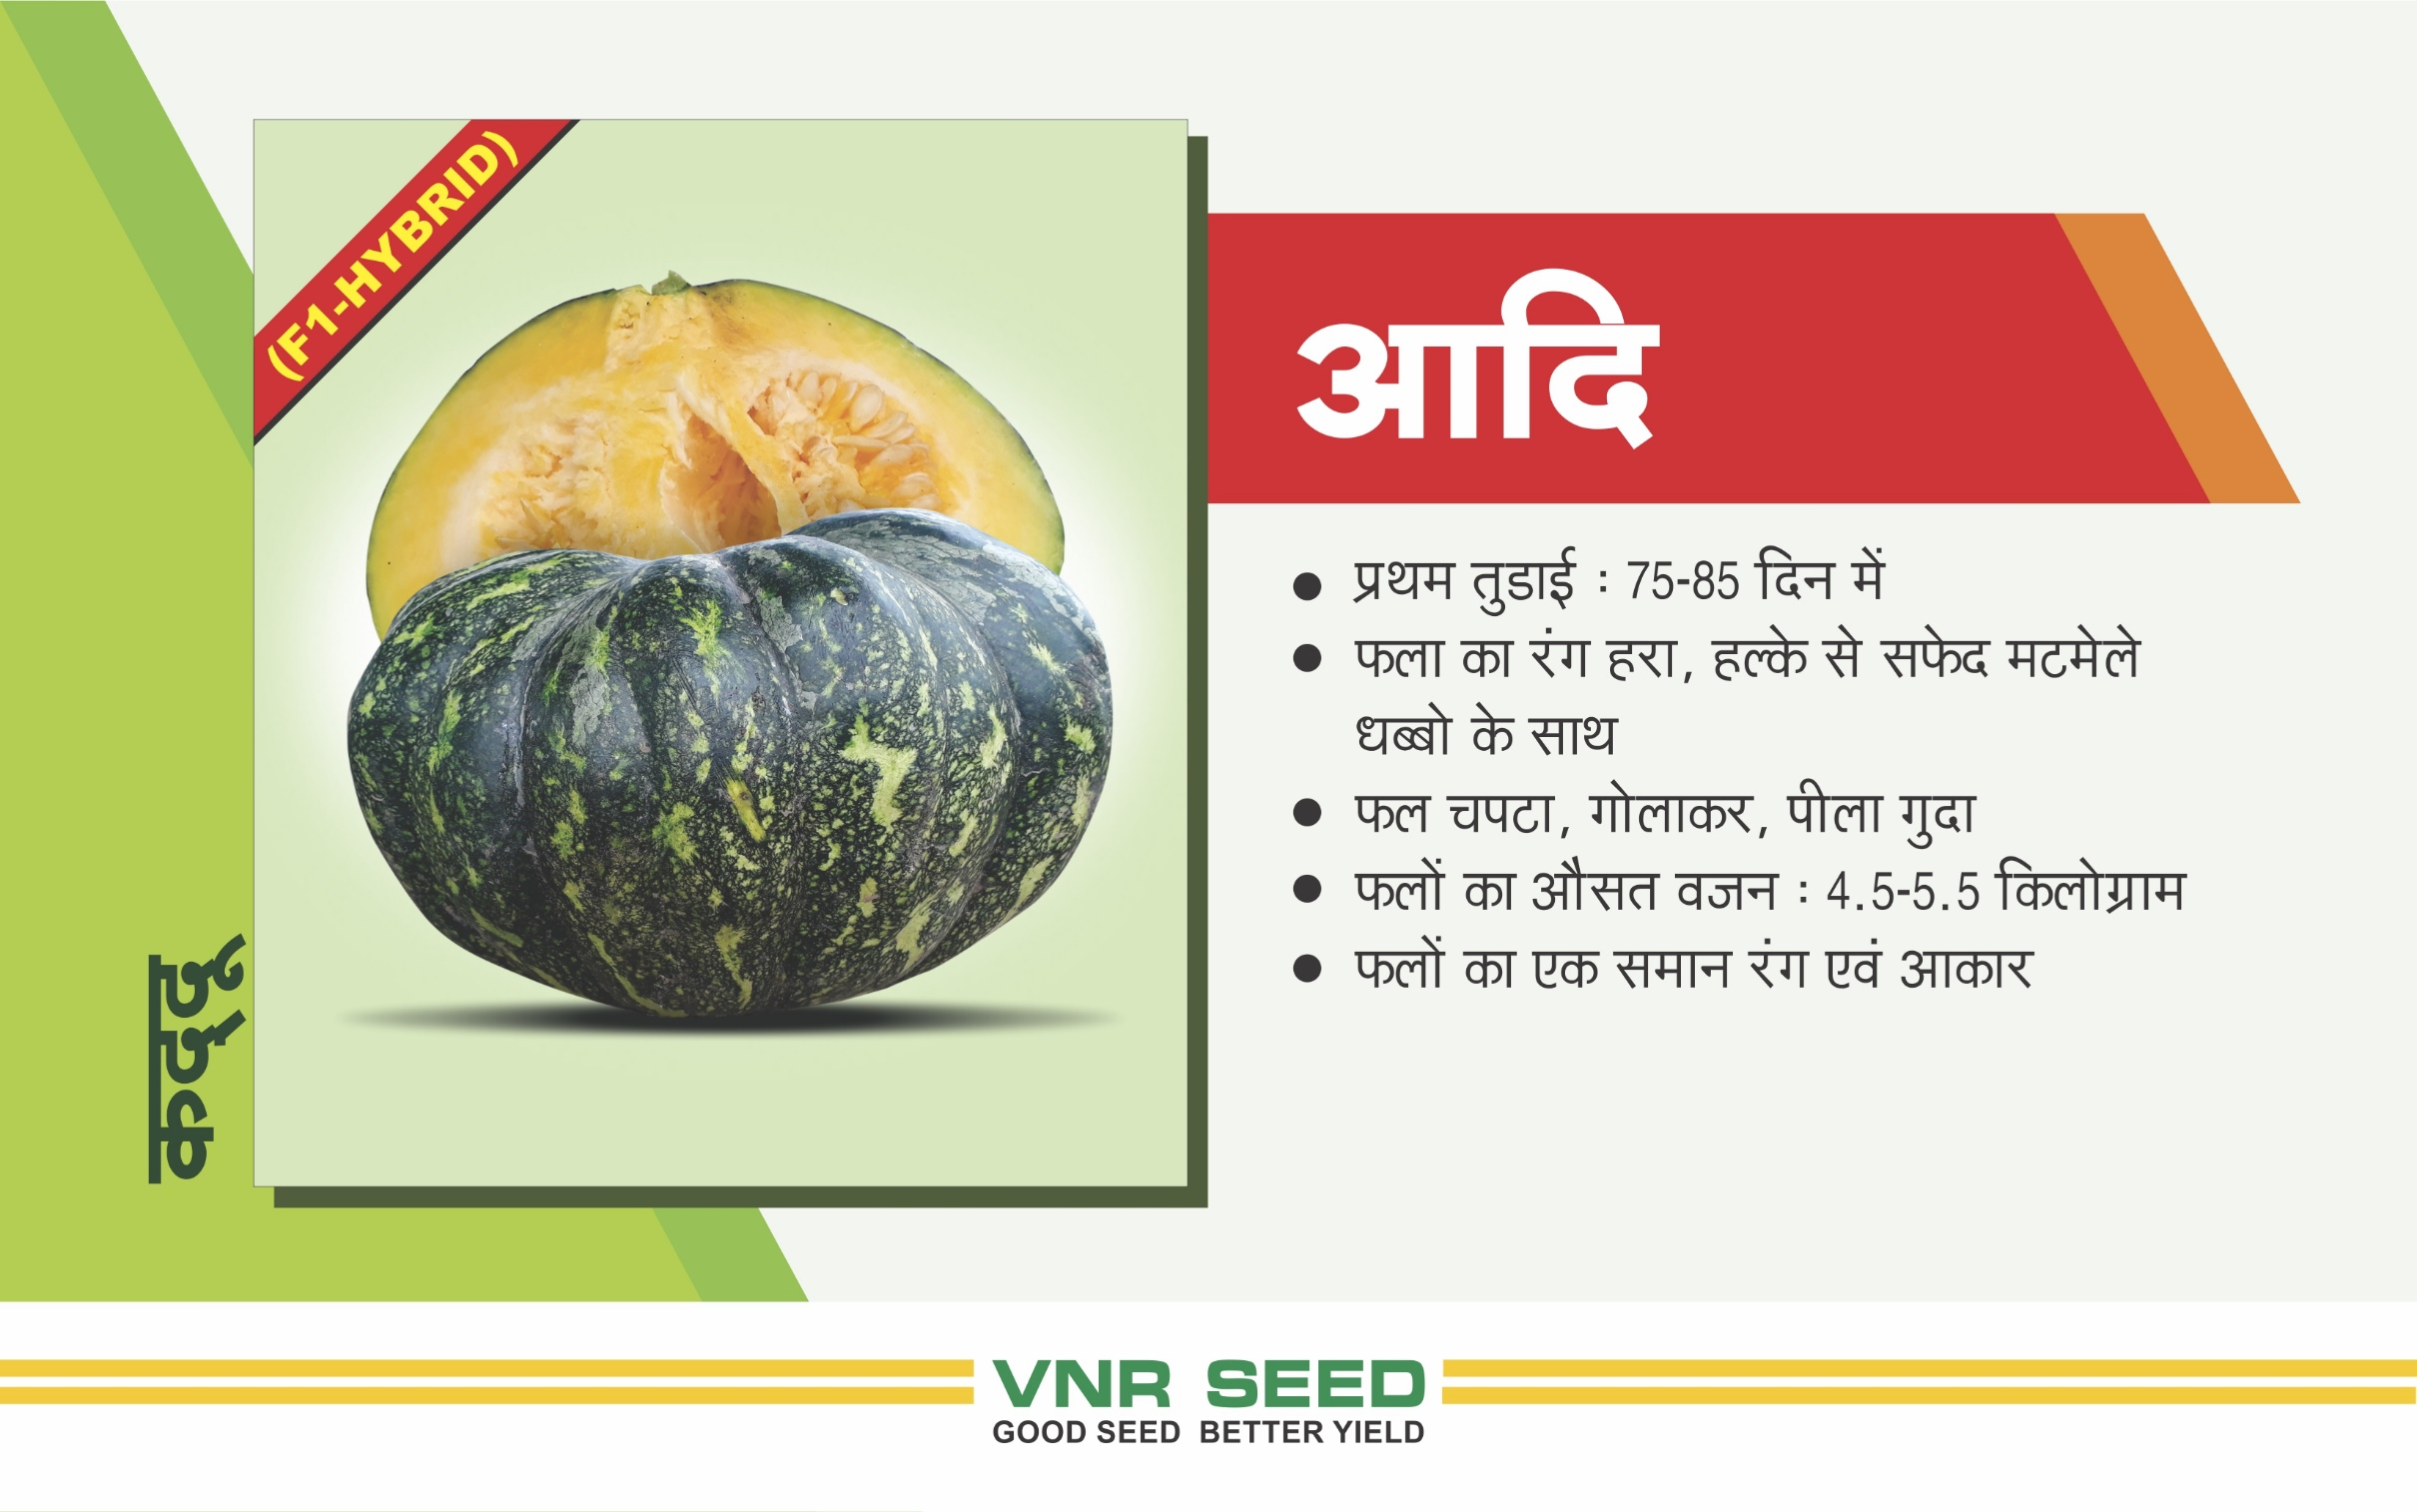 (F1-HYBRID)
आदि
प्रथम तुडाई : 75-85 दिन में
फला का रंग हरा, हल्के से सफेद मटमेले
धब्बो के साथ
फल चपटा, गोलाकर, पीला गुदा
फलों का औसत वजन : 4.5-5.5 किलोग्राम
फलों का एक समान रंग एवं आकार
कद्दू
VNR SEED
GOOD SEED BETTER YIELD